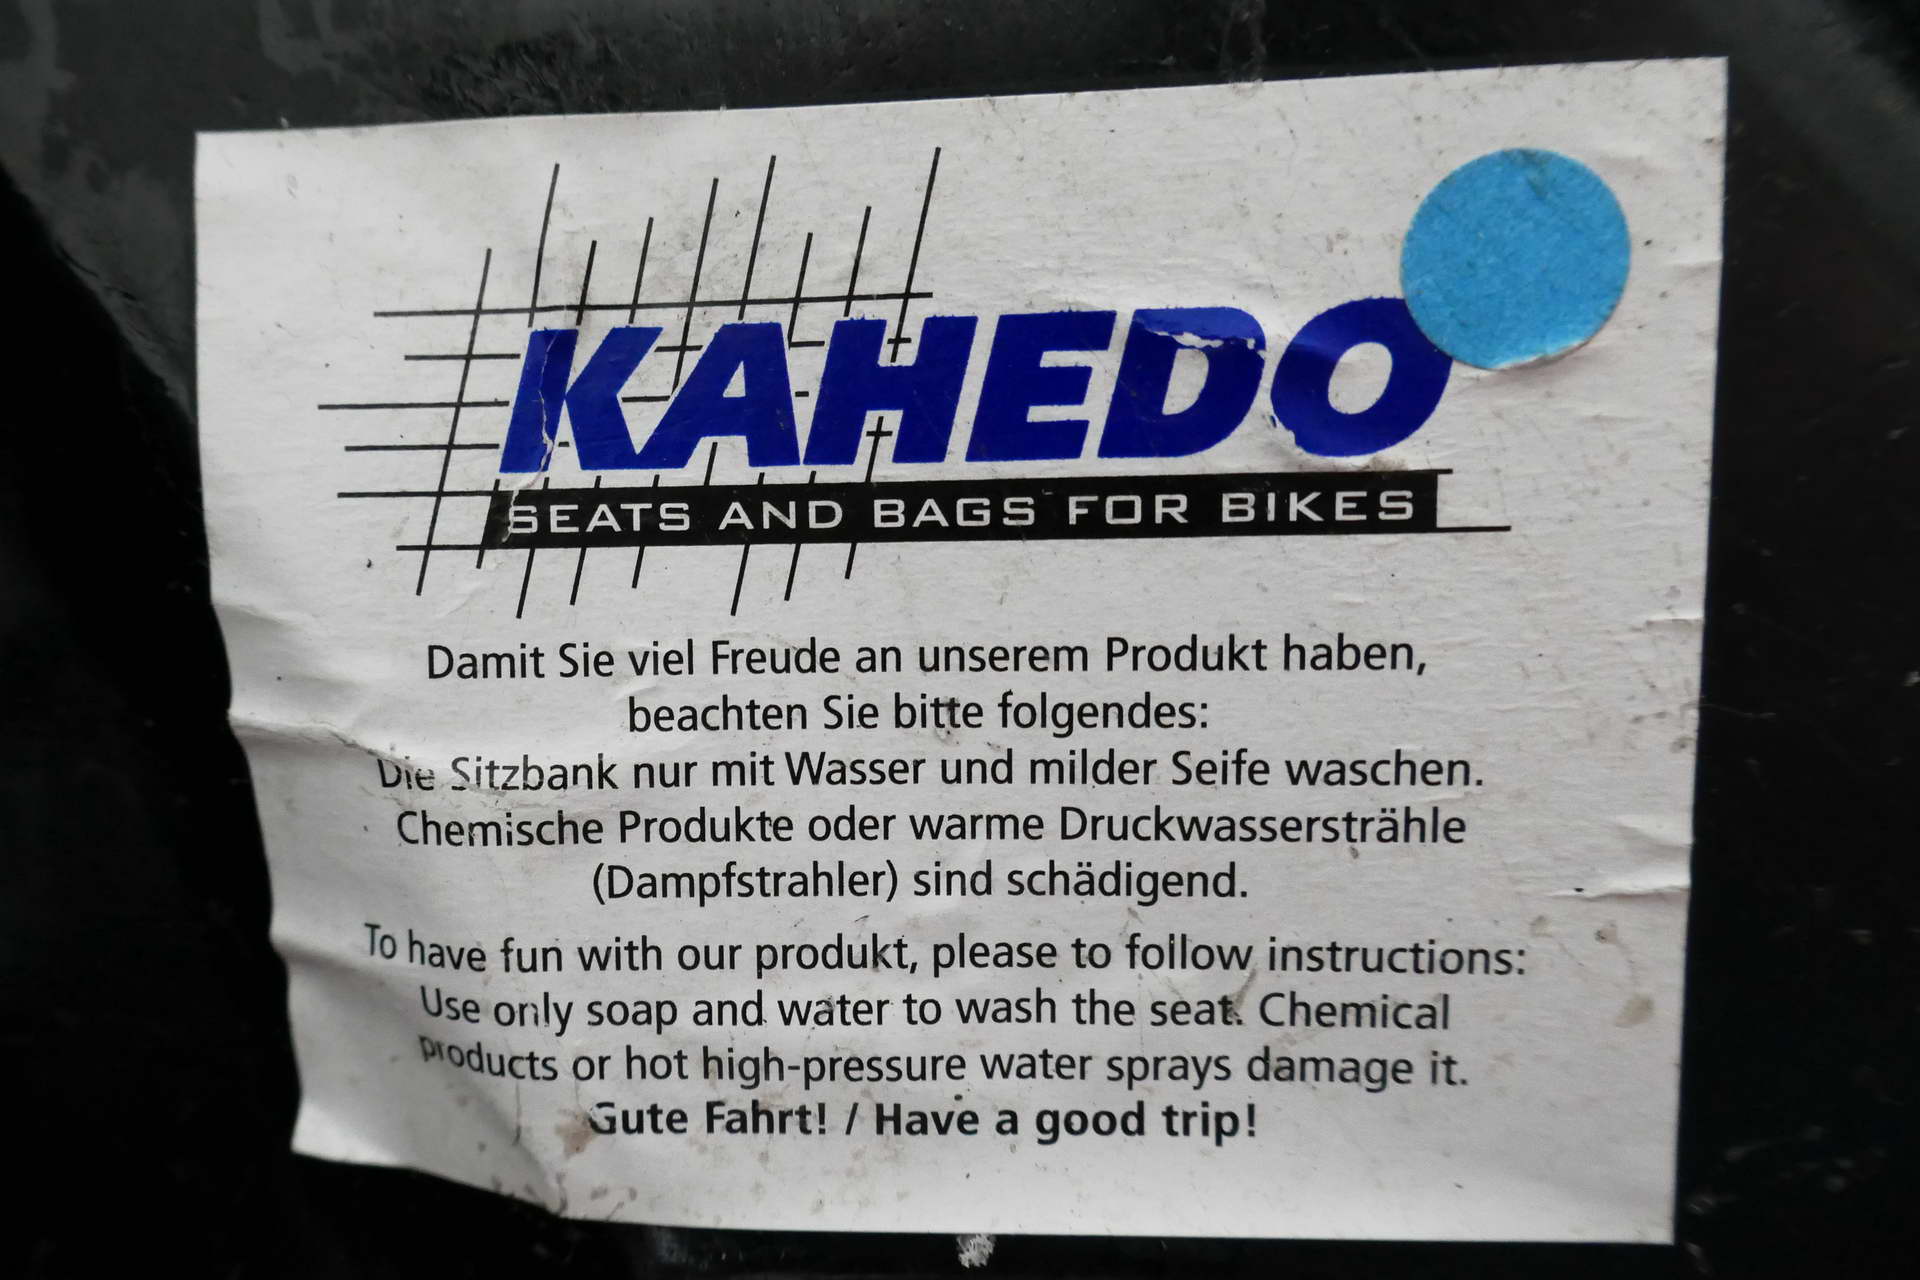 KAHEDO
SEATS AND BAGS FOR BIKES
Damit Sie viel Freude an unserem Produkt haben,
beachten Sie bitte folgendes:
Die Sitzbank nur mit Wasser und milder Seife waschen.
Chemische Produkte oder warme Druckwassersträhle
(Dampfstrahler) sind schädigend.
To have fun with our produkt, please to follow instructions:
Use only soap and water to wash the seat. Chemical
products or hot high-pressure water sprays damage it.
Gute Fahrt! / Have a good trip!